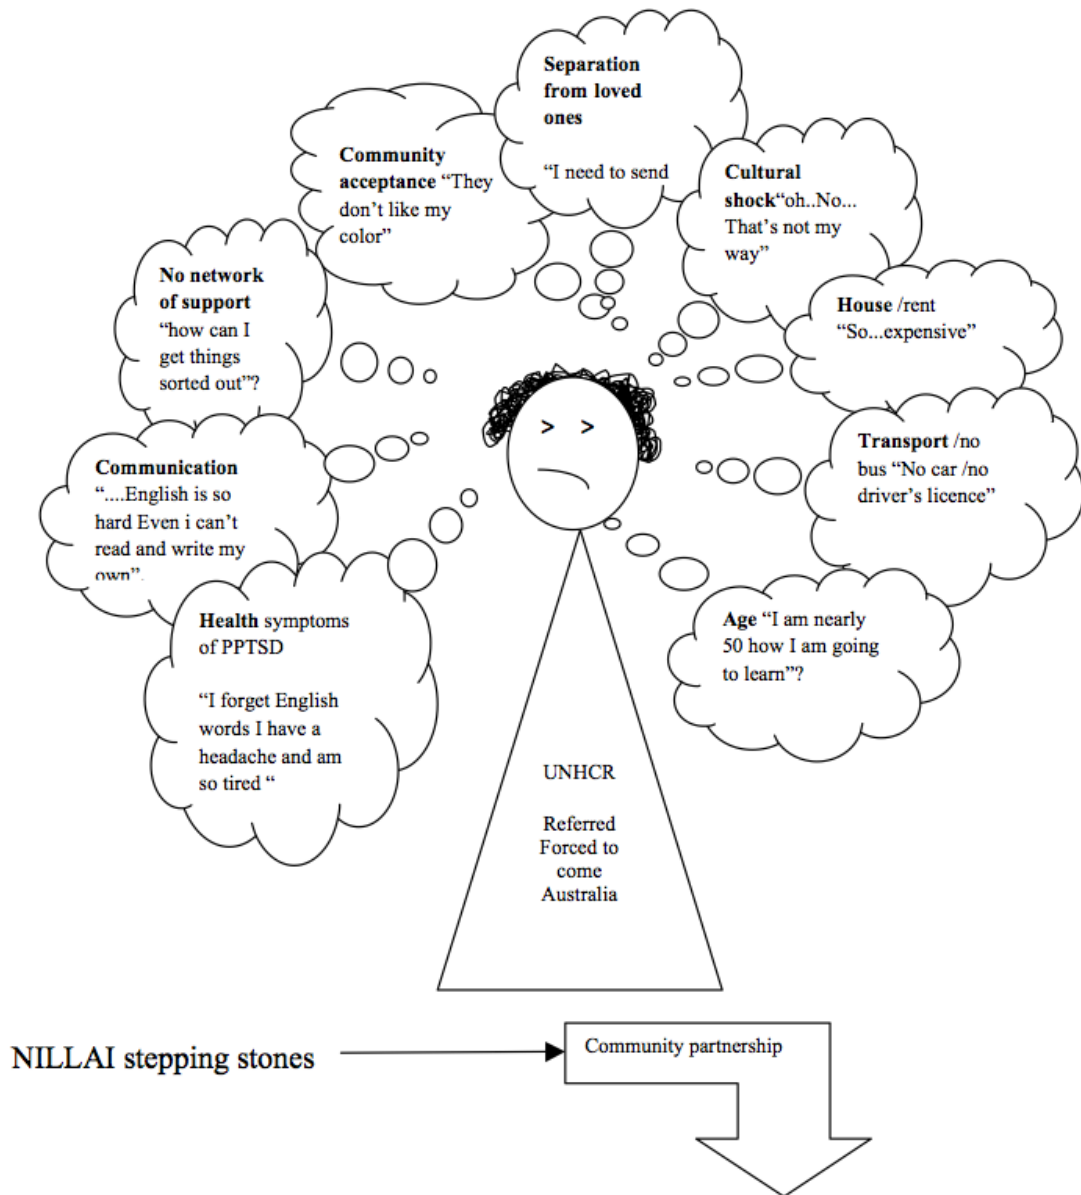 Separation
from loved
ones
“I need to send
Community
acceptance “They
don’t like my
color”
Cultural
shock“oh..No...
That’s not my
way”
No network
of support
“how can I
get things
sorted out”?
House /rent
“So...expensive”
Communication
“....English is so
hard Even i can’t
read and write my
own”.
Transport /no
bus “No car /no
driver’s licence”
Health symptoms
of PPTSD
“I forget English
words I have a
headache and am
so tired “
Age “I am nearly
50 how I am going
to learn”?
> >
UNHCR
Referred
Forced to
come
Australia
NILLAI stepping stones
Community partnership